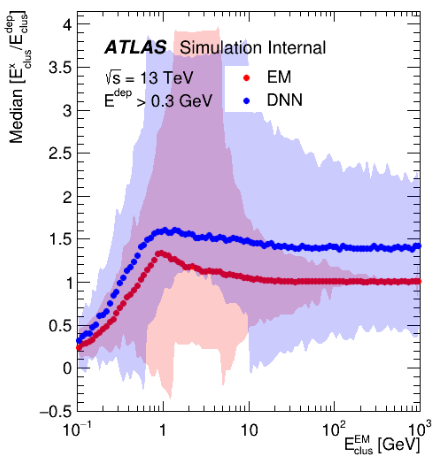 Median [E^x_clus/E^dep_clus]
4
3.5
3
2.5
2
1.5
1
0.5
0
−0.5
ATLAS Simulation Internal
√s = 13 TeV
E^dep > 0.3 GeV
EM
DNN
10^−1 1 10 10^2 10^3
E^EM_clus [GeV]